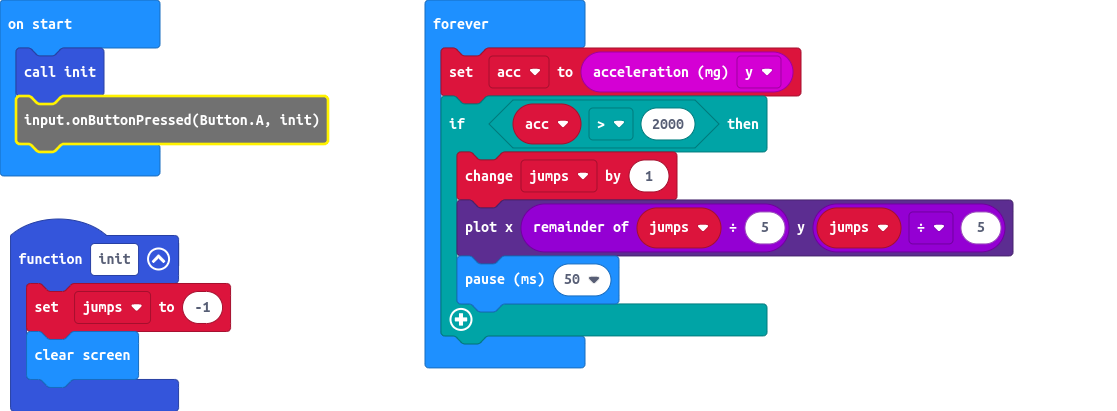 on start
call init
input.onButtonPressed(Button.A, init)
function init
set jumps to -1
clear screen
forever
set acc to acceleration (mg) y
if acc > 2000 then
change jumps by 1
plot x remainder of jumps ÷ 5 y jumps ÷ 5
pause (ms) 50